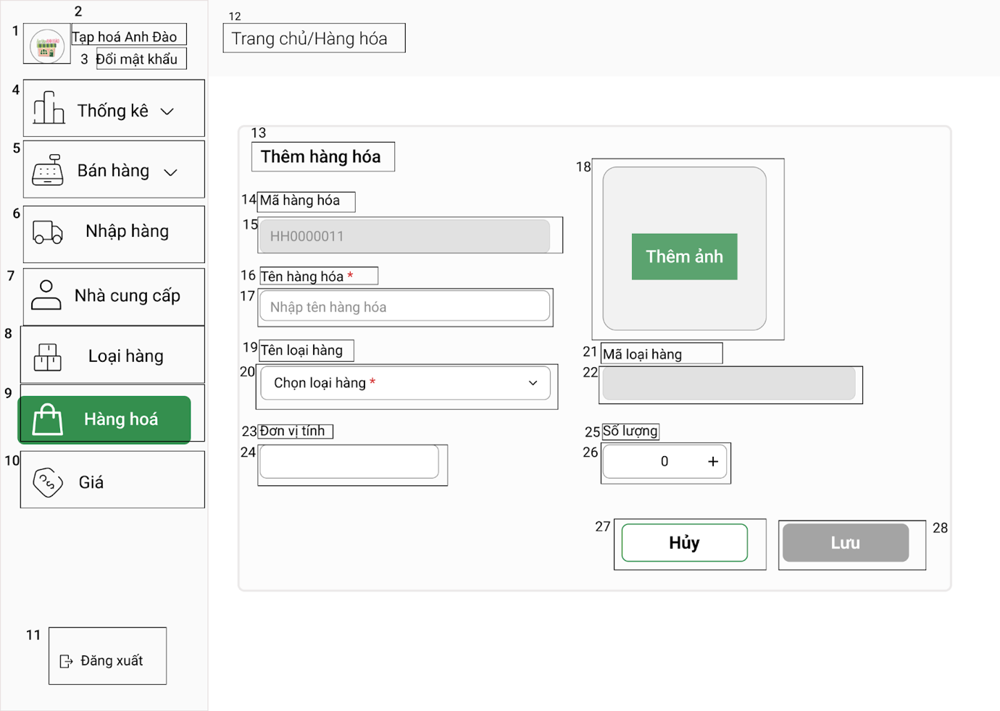 2
1
Tạp hoá Anh Đào
3 Đổi mật khẩu
4
Thống kê
5
Bán hàng
6
Nhập hàng
7
Nhà cung cấp
8
Loại hàng
9
Hàng hoá
10
Giá
11
Đăng xuất
12
Trang chủ/Hàng hóa
13
Thêm hàng hóa
14 Mã hàng hóa
15 HH0000011
16 Tên hàng hóa *
17 Nhập tên hàng hóa
18
Thêm ảnh
19 Tên loại hàng
20 Chọn loại hàng *
21 Mã loại hàng
22
23 Đơn vị tính
24
25 Số lượng
26 0 +
27 Hủy
Lưu 28